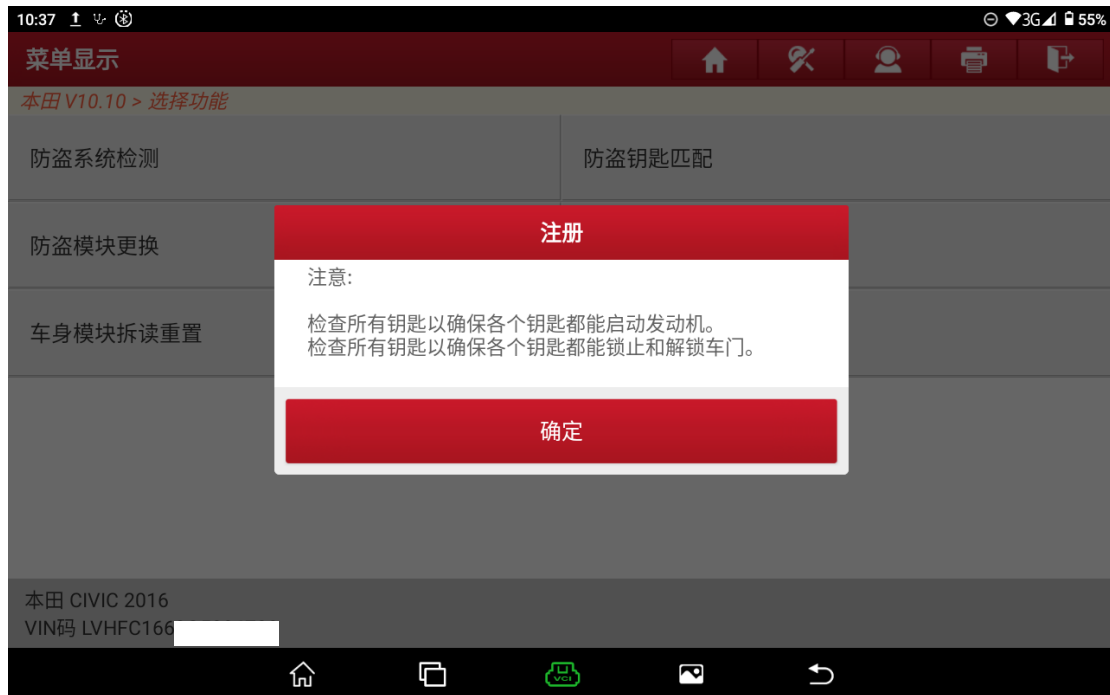 10:37
3G
55%
菜单显示
本田 V10.10 > 选择功能
防盗系统检测
防盗钥匙匹配
防盗模块更换
车身模块拆读重置
注册
注意:
检查所有钥匙以确保各个钥匙都能启动发动机。
检查所有钥匙以确保各个钥匙都能锁止和解锁车门。
确定
本田 CIVIC 2016
VIN码 LVHFC166
VCI